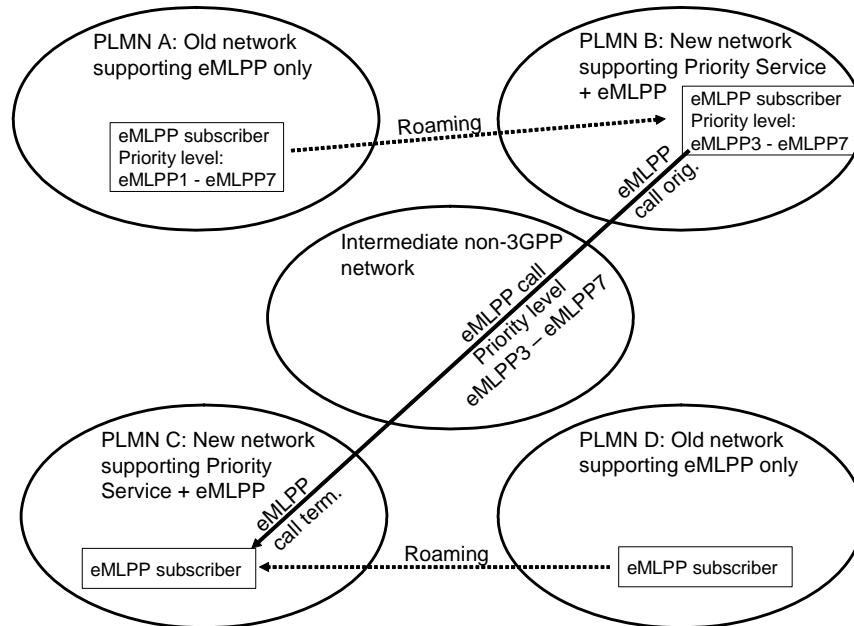 PLMN A: Old network
supporting eMLPP only
eMLPP subscriber
Priority level:
eMLPP1 - eMLPP7
Roaming
PLMN B: New network
supporting Priority Service
+ eMLPP
eMLPP subscriber
Priority level:
eMLPP3 - eMLPP7
eMLPP
call orig.
Intermediate non-3GPP
network
eMLPP call
Priority level
eMLPP3 – eMLPP7
PLMN C: New network
supporting Priority
Service + eMLPP
eMLPP
call term.
eMLPP subscriber
Roaming
PLMN D: Old network
supporting eMLPP only
eMLPP subscriber